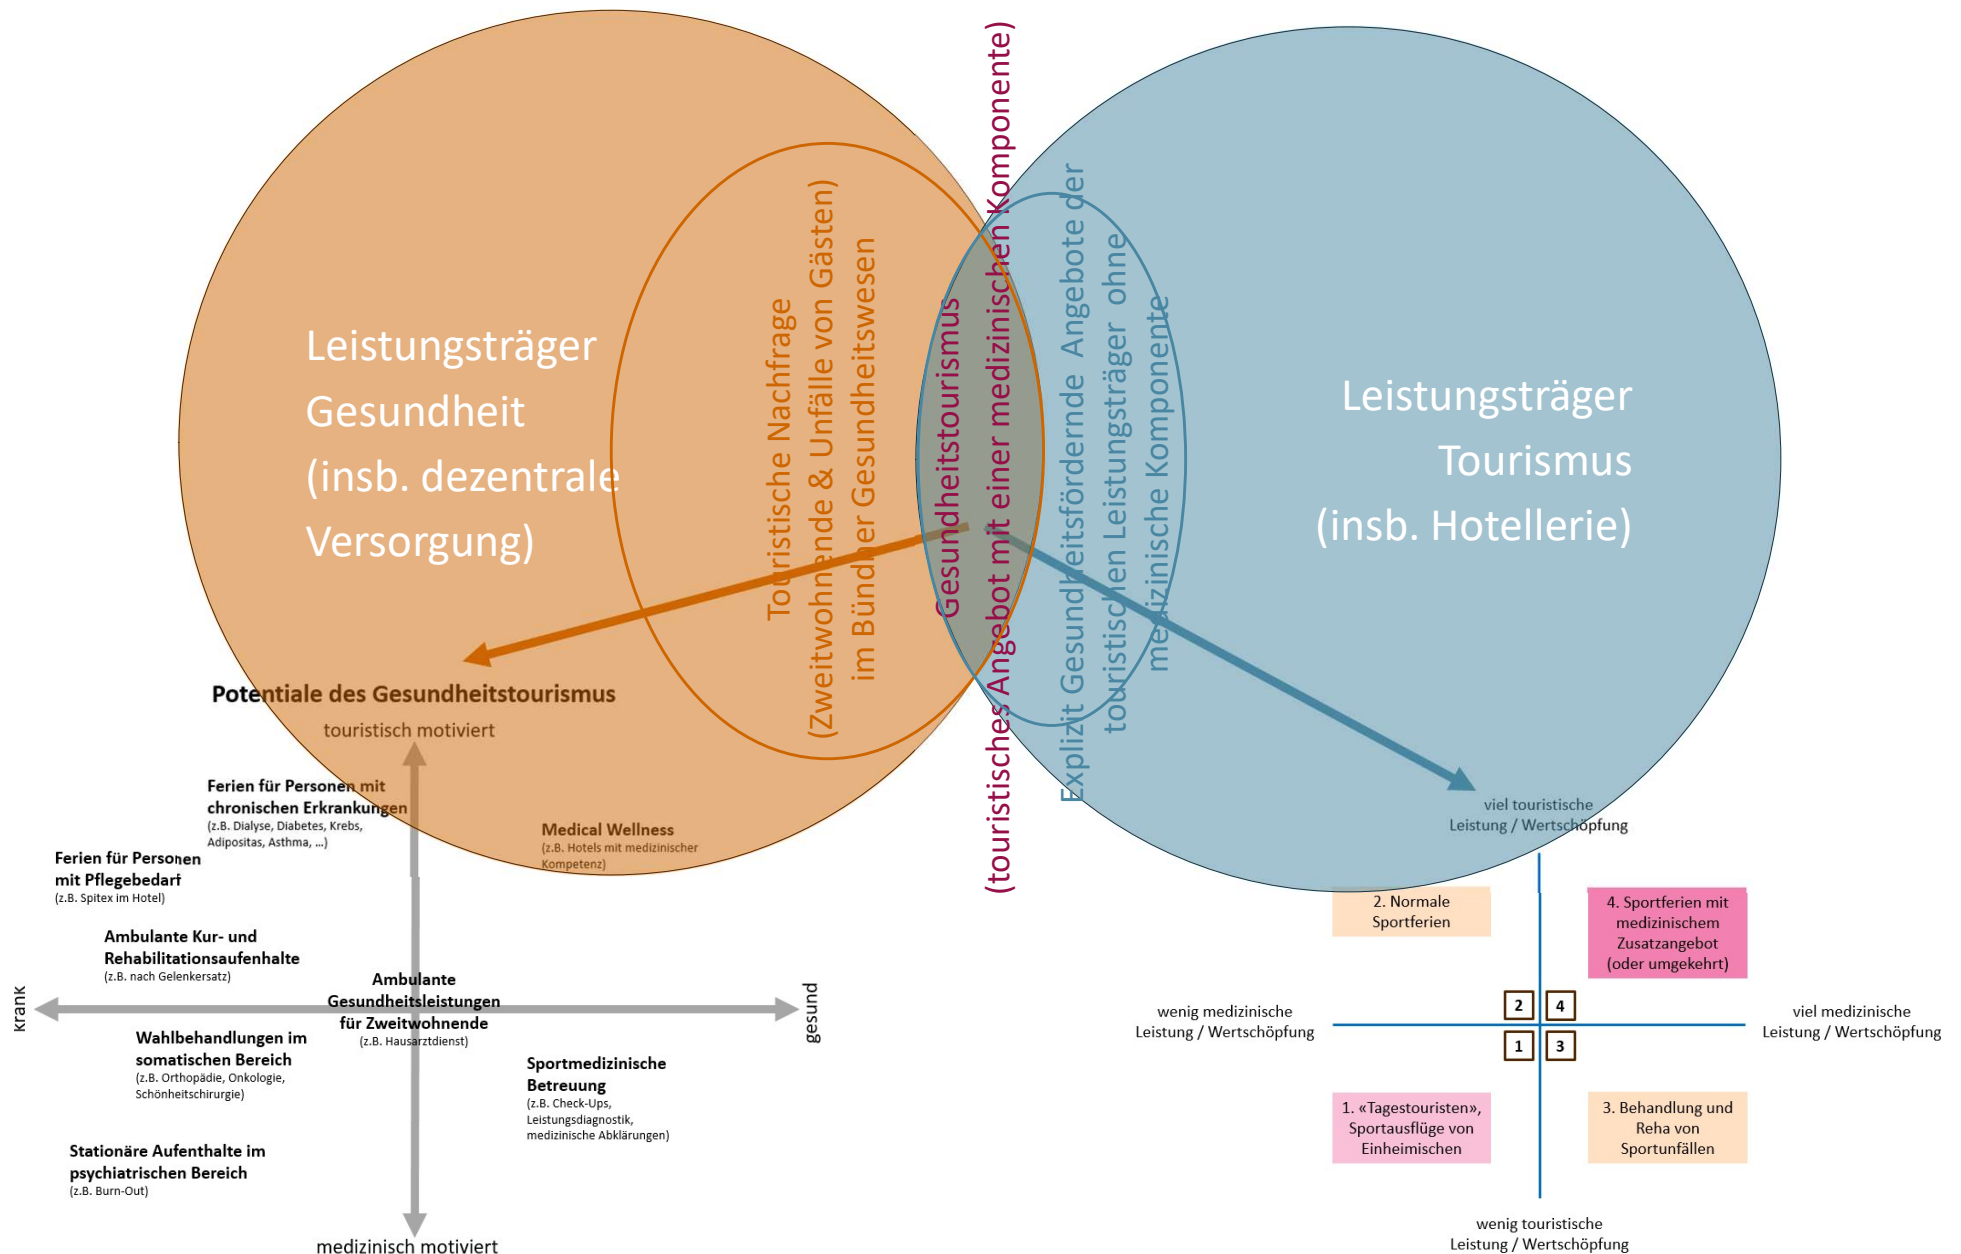 Leistungsträger
Gesundheit
(insb. dezentrale
Versorgung)
Touristische Nachfrage
(Zweitwohnende & Unfälle von Gästen)
im Bündner Gesundheitswesen
Gesundheitstourismus
(touristisches Angebot mit einer medizinischen Komponente)
Explizit Gesundheitsfördernde Angebote der
touristischen Leistungsträger ohne
medizinische Komponente
Leistungsträger
Tourismus
(insb. Hotellerie)
Potentiale des Gesundheitstourismus
touristisch motiviert
Ferien für Personen mit
chronischen Erkrankungen
(z.B. Dialyse, Diabetes, Krebs,
Adipositas, Asthma, ...)
Medical Wellness
(z.B. Hotels mit medizinischer
Kompetenz)
Ferien für Personen
mit Pflegebedarf
(z.B. Spitex im Hotel)
Ambulante Kur- und
Rehabilitationsaufenhalte
(z.B. nach Gelenkersatz)
krank
Ambulante
Gesundheitsleistungen
für Zweitwohnende
(z.B. Hausarztdienst)
gesund
Wahlbehandlungen im
somatischen Bereich
(z.B. Orthopädie, Onkologie,
Schönheitschirurgie)
Sportmedizinische
Betreuung
(z.B. Check-Ups,
Leistungsdiagnostik,
medizinische Abklärungen)
Stationäre Aufenthalte im
psychiatrischen Bereich
(z.B. Burn-Out)
medizinisch motiviert
viel touristische
Leistung / Wertschöpfung
2. Normale
Sportferien
4. Sportferien mit
medizinischem
Zusatzangebot
(oder umgekehrt)
wenig medizinische
Leistung / Wertschöpfung
2 4
1 3
viel medizinische
Leistung / Wertschöpfung
1. «Tagestouristen»,
Sportausflüge von
Einheimischen
3. Behandlung und
Reha von
Sportunfällen
wenig touristische
Leistung / Wertschöpfung